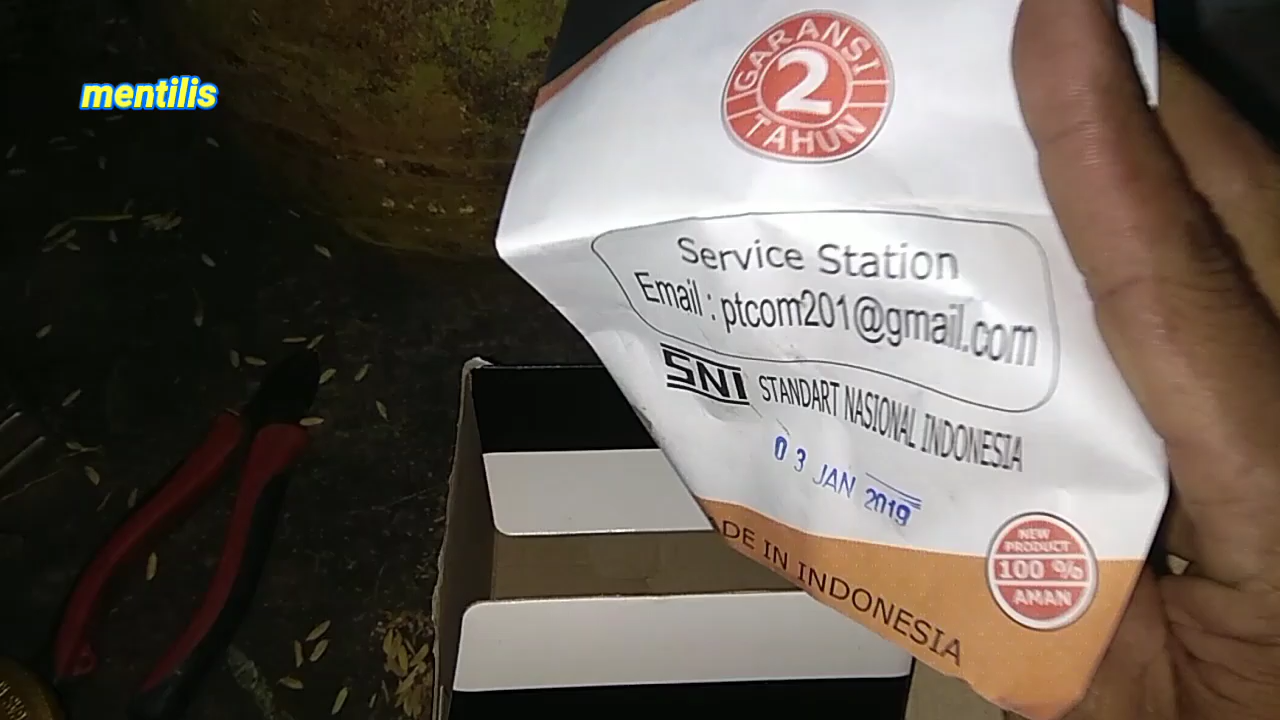 mentilis
GARANSI
2
TAHUN
Service Station
Email : ptcom201@gmail.com
SNI STANDART NASIONAL INDONESIA
03 JAN 2019
DE IN INDONESIA
NEW
PRODUCT
100 %
AMAN